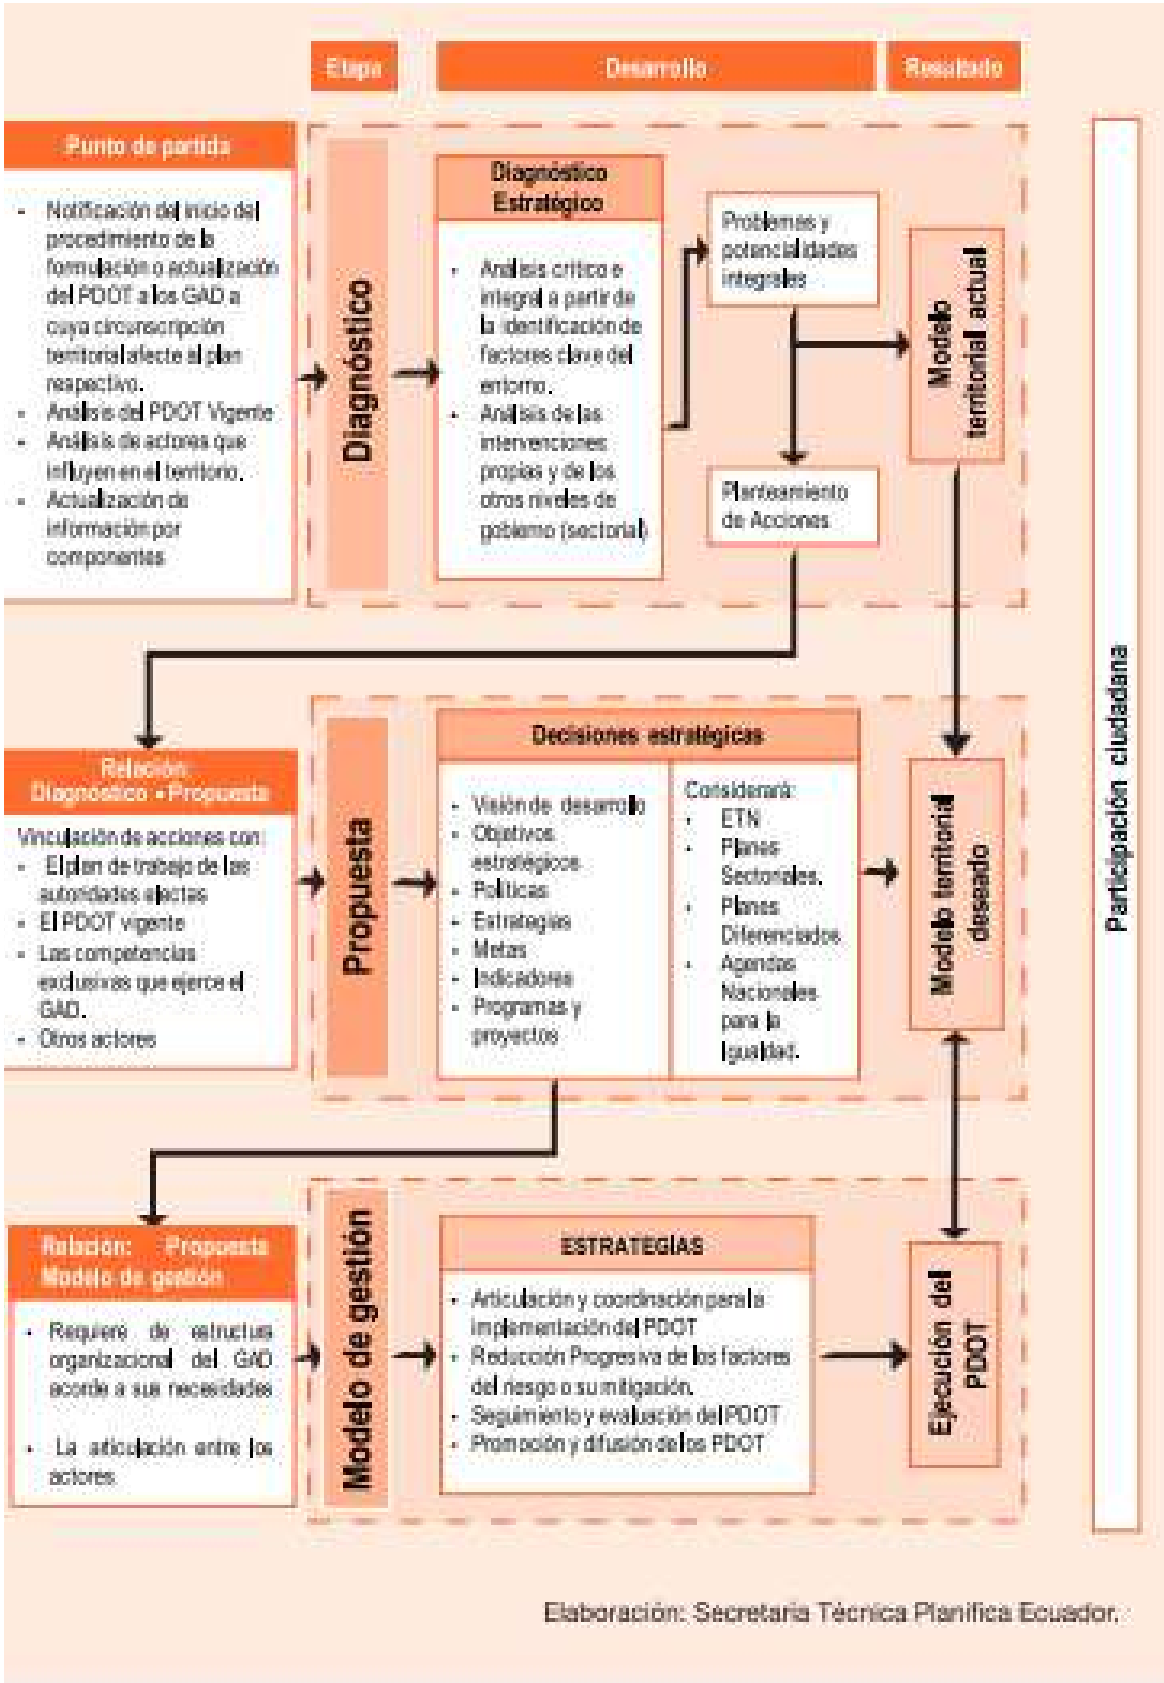 Etapa
Desarrollo
Resultado
Punto de partida
- Notificación del inicio del
procedimiento de la
formulación o actualización
del PDOT a los GAD a
cuya circunscripción
territorial afecte el plan
respectivo.
- Análisis del PDOT Vigente
- Análisis de actores que
influyen en el territorio.
- Actualización de
información por
componentes
Diagnóstico
Diagnóstico
Estratégico
- Análisis crítico e
integral a partir de
la identificación de
factores clave del
entorno.
• Análisis de las
intervenciones
propias y de los
otros niveles de
gobierno (sectorial)
Problemas y
potencialidades
integrales
Planteamiento
de Acciones
Modelo
territorial actual
Participación ciudadana
Relación:
Diagnóstico - Propuesta
Vinculación de acciones con:
- El plan de trabajo de las
autoridades electas
- El PDOT vigente
- Las competencias
exclusivas que ejerce el
GAD.
- Otros actores
Propuesta
Decisiones estratégicas
- Visión de desarrollo
- Objetivos
estratégicos
- Políticas
- Estrategias
- Metas
- Indicadores
- Programas y
proyectos
Considerará:
• ETN
• Planes
Sectoriales.
• Planes
Diferenciados
• Agendas
Nacionales
para la
Igualdad.
Modelo territorial
deseado
Relación: Propuesta
Modelo de gestión
• Requiere de estructura
organizacional del GAD
acorde a sus necesidades
• La articulación entre los
actores
Modelo de gestión
ESTRATEGÍAS
• Articulación y coordinación para la
implementación del PDOT
• Reducción Progresiva de los factores
del riesgo o su mitigación.
• Seguimiento y evaluación del PDOT
• Promoción y difusión de los PDOT
Ejecución del
PDOT
Elaboración: Secretaría Técnica Planifica Ecuador.